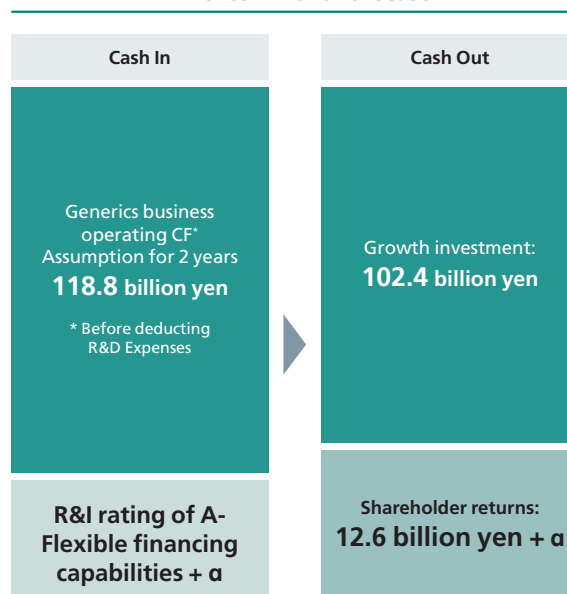 Cash In
Generics business
operating CF*
Assumption for 2 years
118.8 billion yen
* Before deducting
R&D Expenses
R&I rating of A-
Flexible financing
capabilities + α
Cash Out
Growth investment:
102.4 billion yen
Shareholder returns:
12.6 billion yen + α